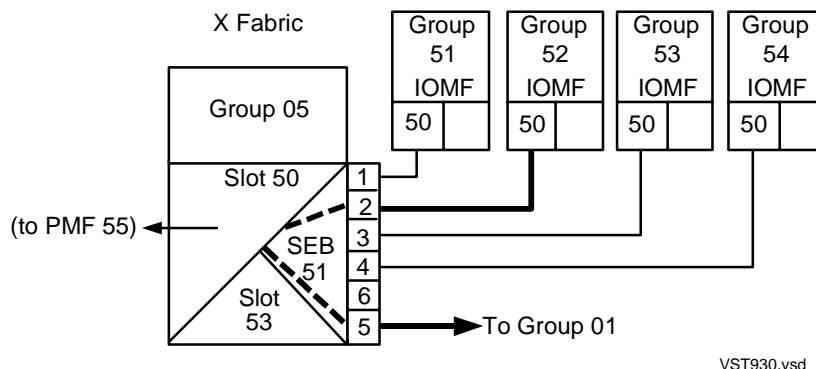 X Fabric
Group
51
IOMF
50
Group
52
IOMF
50
Group
53
IOMF
50
Group
54
IOMF
50
Group 05
Slot 50
(to PMF 55)
SEB
51
Slot
53
1
2
3
4
6
5
To Group 01
VST930.vsd